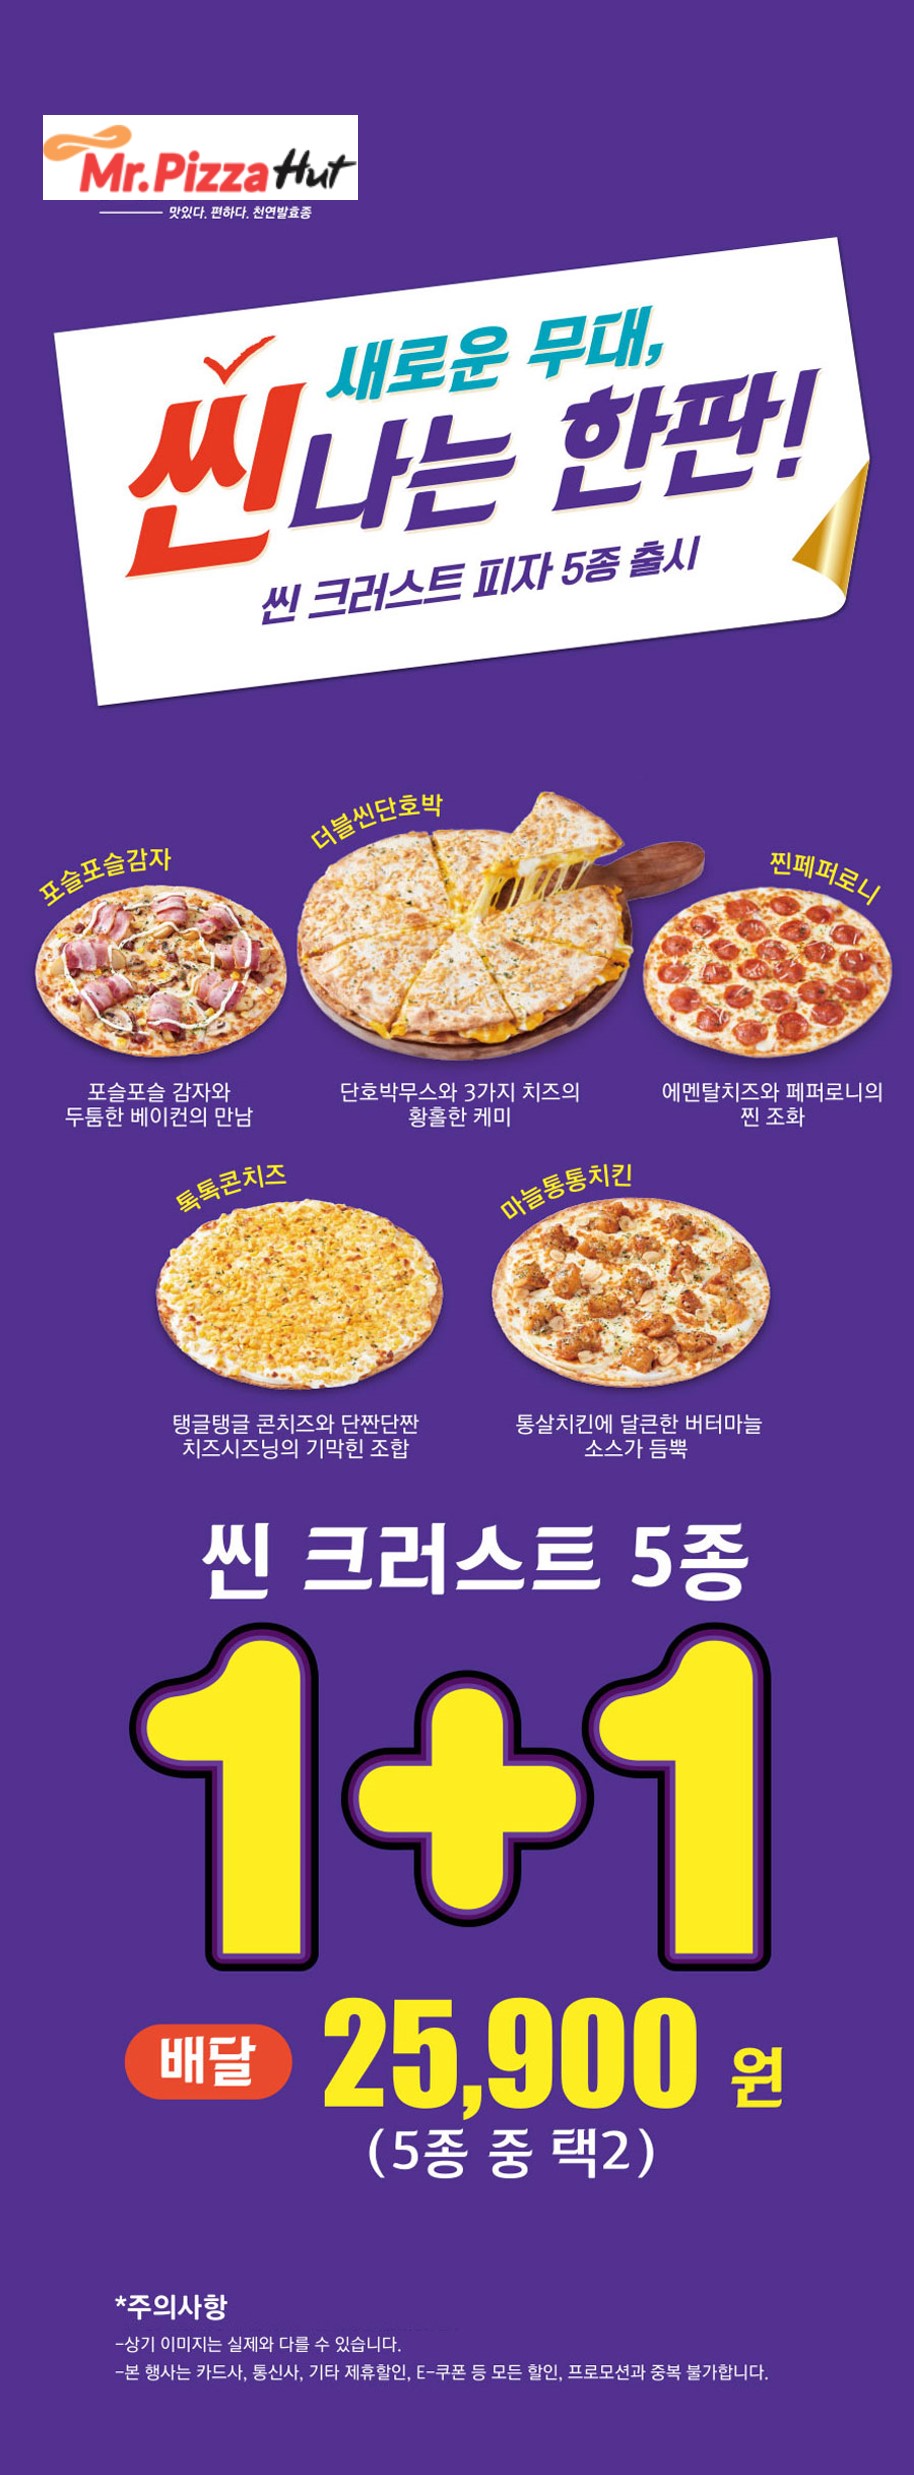 Mr.Pizza Hut
맛있다. 편하다. 천연발효종
새로운 무대,
씬나는 한판!
씬 크러스트 피자 5종 출시
포슬포슬감자
더블씬단호박
찐페퍼로니
포슬포슬 감자와
두툼한 베이컨의 만남
단호박무스와 3가지 치즈의
황홀한 케미
에멘탈치즈와 페퍼로니의
찐 조화
톡톡콘치즈
마늘통통치킨
탱글탱글 콘치즈와 단짠단짠
치즈시즈닝의 기막힌 조합
통살치킨에 달큰한 버터마늘
소스가 듬뿍
씬 크러스트 5종
1+1
배달 25,900 원
(5종 중 택2)
*주의사항
-상기 이미지는 실제와 다를 수 있습니다.
-본 행사는 카드사, 통신사, 기타 제휴할인, E-쿠폰 등 모든 할인, 프로모션과 중복 불가합니다.